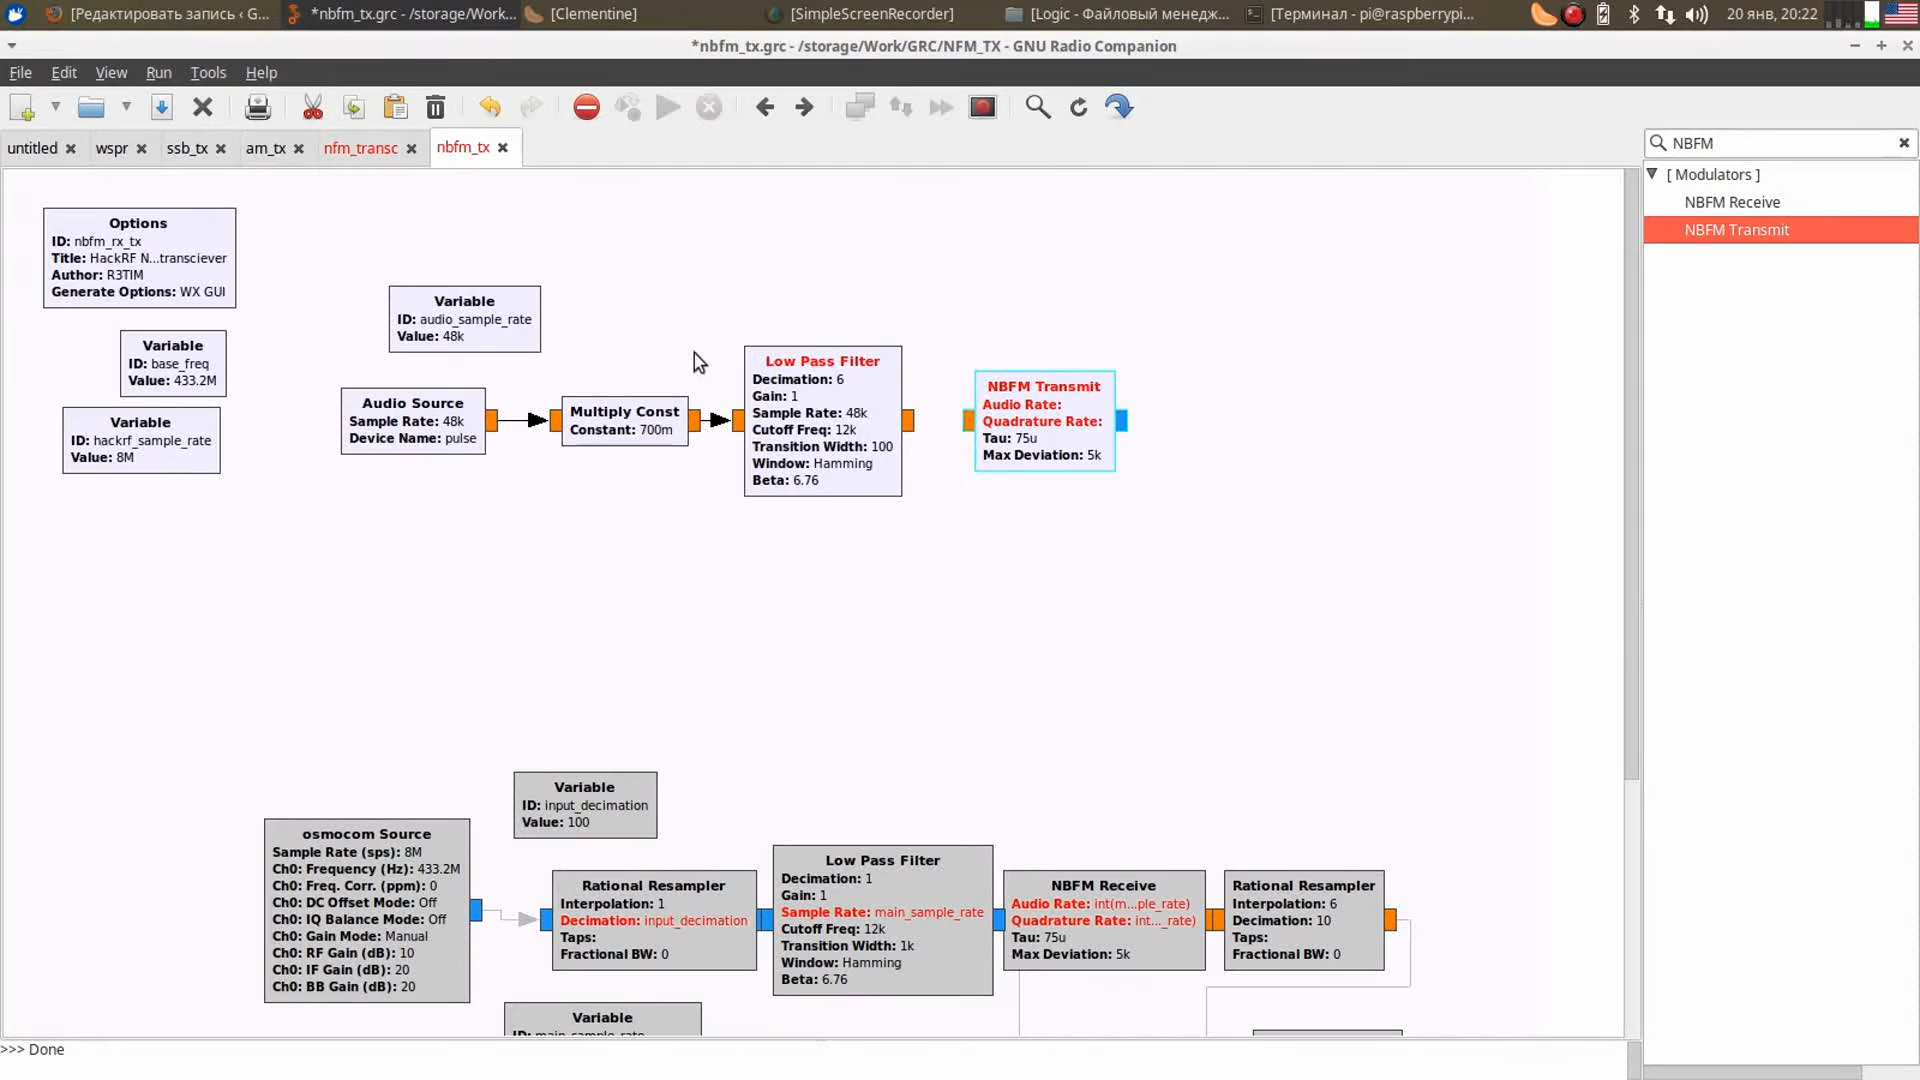 [Редактировать запись ‹ G...
*nbfm_tx.grc - /storage/Work...
[Clementine]
[SimpleScreenRecorder]
[Logic - Файловый менедж...
[Терминал - pi@raspberrypi...
20 янв, 20:22
*nbfm_tx.grc - /storage/Work/GRC/NFM_TX - GNU Radio Companion
File Edit View Run Tools Help
untitled
wspr
ssb_tx
am_tx
nfm_transc
nbfm_tx
NBFM
[ Modulators ]
NBFM Receive
NBFM Transmit
Options
ID: nbfm_rx_tx
Title: HackRF N...transciever
Author: R3TIM
Generate Options: WX GUI
Variable
ID: base_freq
Value: 433.2M
Variable
ID: hackrf_sample_rate
Value: 8M
Variable
ID: audio_sample_rate
Value: 48k
Audio Source
Sample Rate: 48k
Device Name: pulse
Multiply Const
Constant: 700m
Low Pass Filter
Decimation: 6
Gain: 1
Sample Rate: 48k
Cutoff Freq: 12k
Transition Width: 100
Window: Hamming
Beta: 6.76
NBFM Transmit
Audio Rate:
Quadrature Rate:
Tau: 75u
Max Deviation: 5k
Variable
ID: input_decimation
Value: 100
osmocom Source
Sample Rate (sps): 8M
Ch0: Frequency (Hz): 433.2M
Ch0: Freq. Corr. (ppm): 0
Ch0: DC Offset Mode: Off
Ch0: IQ Balance Mode: Off
Ch0: Gain Mode: Manual
Ch0: RF Gain (dB): 10
Ch0: IF Gain (dB): 20
Ch0: BB Gain (dB): 20
Rational Resampler
Interpolation: 1
Decimation: input_decimation
Taps:
Fractional BW: 0
Low Pass Filter
Decimation: 1
Gain: 1
Sample Rate: main_sample_rate
Cutoff Freq: 12k
Transition Width: 1k
Window: Hamming
Beta: 6.76
NBFM Receive
Audio Rate: int(m...ple_rate)
Quadrature Rate: int..._rate)
Tau: 75u
Max Deviation: 5k
Rational Resampler
Interpolation: 6
Decimation: 10
Taps:
Fractional BW: 0
Variable
ID: main_sample_rate
>>> Done